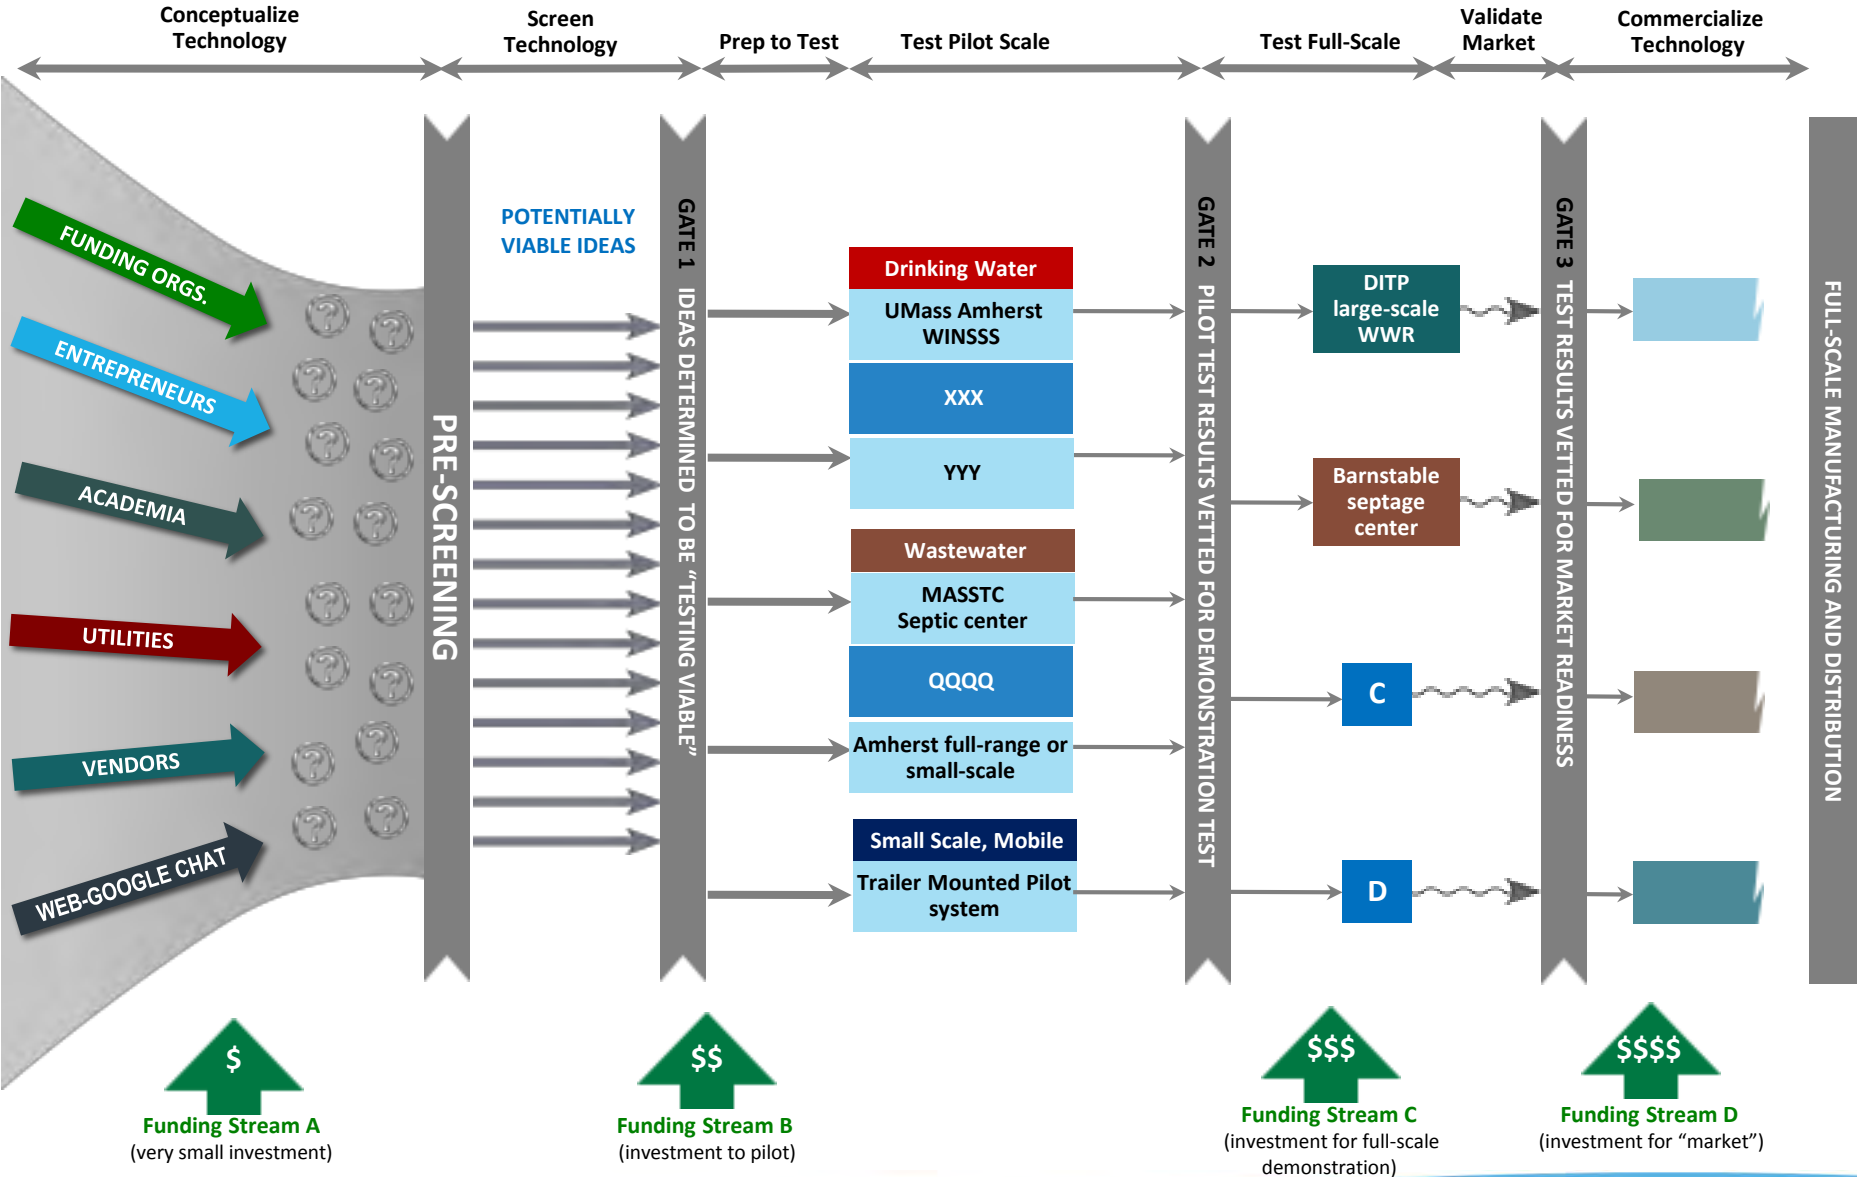 Conceptualize
Technology
Screen
Technology
Prep to Test
Test Pilot Scale
Test Full-Scale
Validate
Market
Commercialize
Technology
FUNDING ORGS.
ENTREPRENEURS
ACADEMIA
UTILITIES
VENDORS
WEB-GOOGLE CHAT
? ?
? ?
? ?
? ?
? ?
? ?
? ?
? ?
PRE-SCREENING
POTENTIALLY
VIABLE IDEAS
GATE 1 IDEAS DETERMINED TO BE “TESTING VIABLE”
Drinking Water
UMass Amherst
WINSSS
XXX
YYY
Wastewater
MASSTC
Septic center
QQQQ
Amherst full-range or
small-scale
Small Scale, Mobile
Trailer Mounted Pilot
system
GATE 2 PILOT TEST RESULTS VETTED FOR DEMONSTRATION TEST
DITP
large-scale
WWR
Barnstable
septage
center
C
D
GATE 3 TEST RESULTS VETTED FOR MARKET READINESS
FULL-SCALE MANUFACTURING AND DISTRIBUTION
$
Funding Stream A
(very small investment)
$$
Funding Stream B
(investment to pilot)
$$$
Funding Stream C
(investment for full-scale
demonstration)
$$$$
Funding Stream D
(investment for “market”)